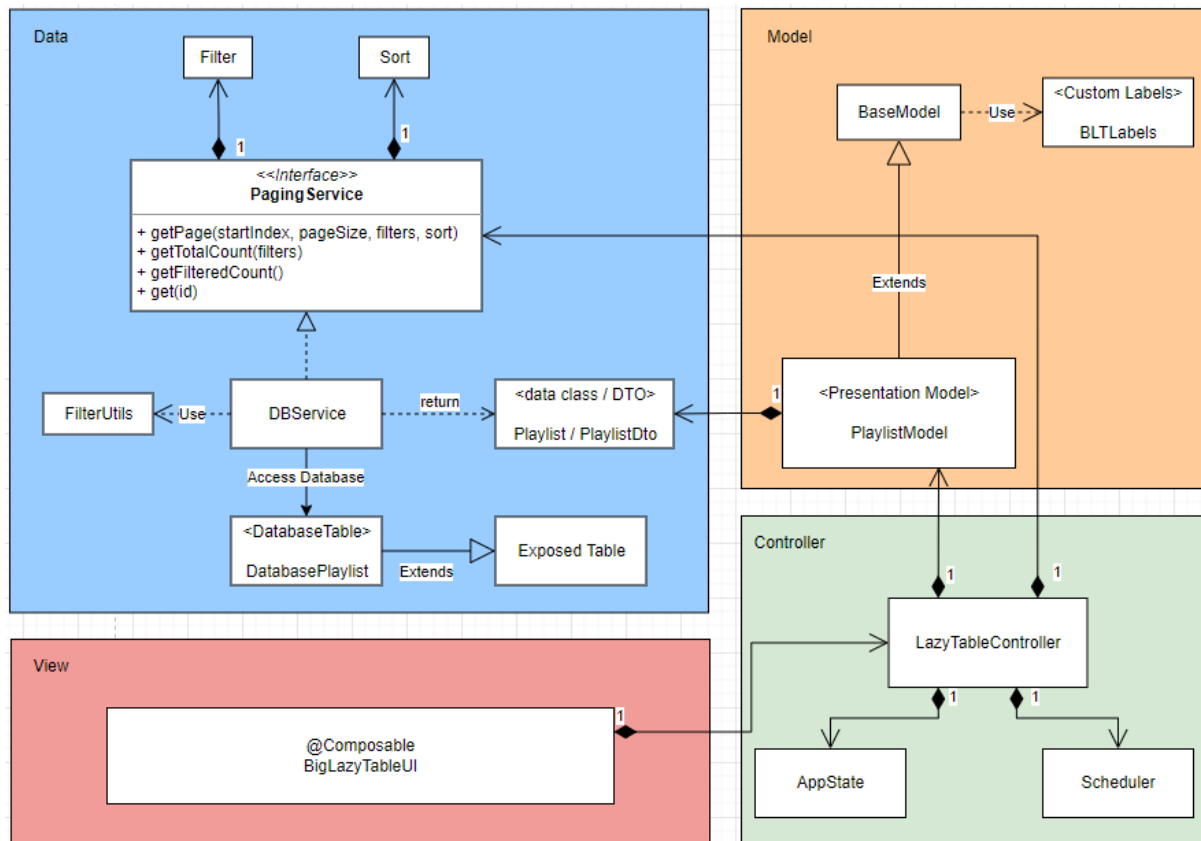 Data
Filter
Sort
1
1
<<Interface>>
PagingService
+ getPage(startIndex, pageSize, filters, sort)
+ getTotalCount(filters)
+ getFilteredCount()
+ get(id)
FilterUtils
Use
DBService
return
<data class / DTO>
Playlist / PlaylistDto
Access Database
<DatabaseTable>
DatabasePlaylist
Extends
Exposed Table
Model
BaseModel
Use
<Custom Labels>
BLTLabels
Extends
1
<Presentation Model>
PlaylistModel
Controller
1
1
LazyTableController
1
1
AppState
Scheduler
View
1
@Composable
BigLazyTableUI